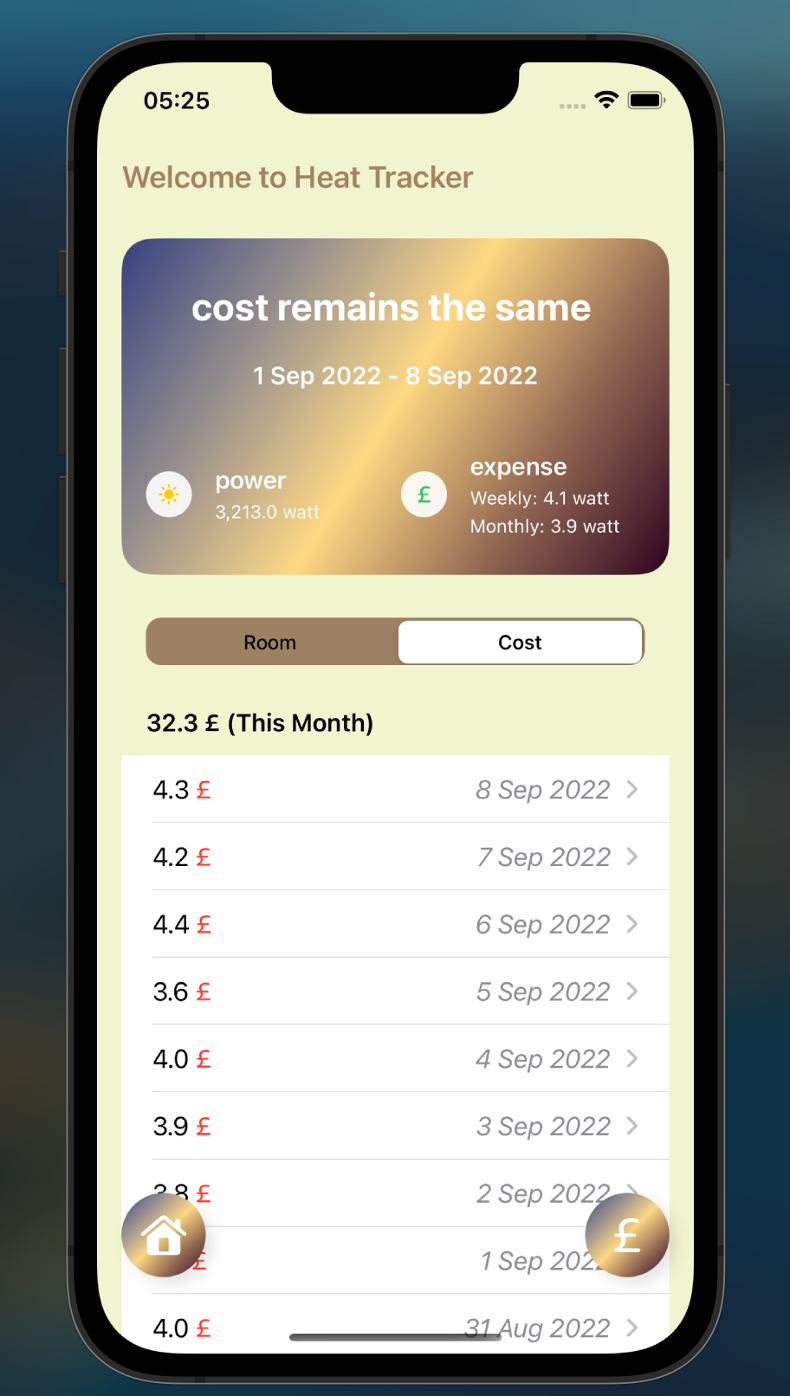 05:25
Welcome to Heat Tracker
cost remains the same
1 Sep 2022 - 8 Sep 2022
power
3,213.0 watt
£
expense
Weekly: 4.1 watt
Monthly: 3.9 watt
Room
Cost
32.3 £ (This Month)
4.3 £ 8 Sep 2022
4.2 £ 7 Sep 2022
4.4 £ 6 Sep 2022
3.6 £ 5 Sep 2022
4.0 £ 4 Sep 2022
3.9 £ 3 Sep 2022
3.8 £ 2 Sep 2022
£
£ 1 Sep 2022
4.0 £ 31 Aug 2022